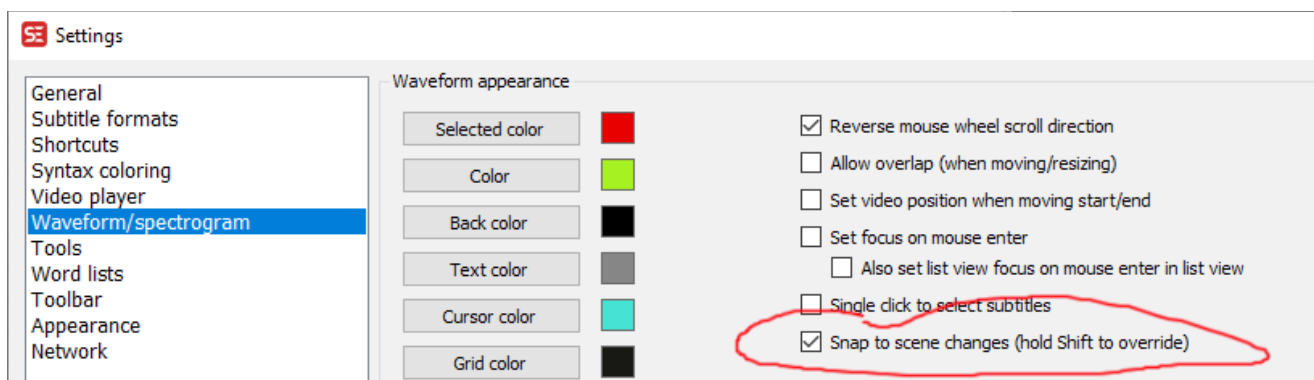 SE Settings
General
Subtitle formats
Shortcuts
Syntax coloring
Video player
Waveform/spectrogram
Tools
Word lists
Toolbar
Appearance
Network
Waveform appearance
Selected color
Color
Back color
Text color
Cursor color
Grid color
Reverse mouse wheel scroll direction
Allow overlap (when moving/resizing)
Set video position when moving start/end
Set focus on mouse enter
Also set list view focus on mouse enter in list view
Single click to select subtitles
Snap to scene changes (hold Shift to override)